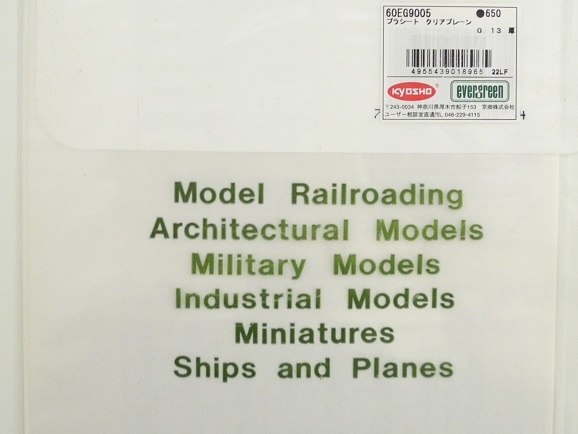 60EG9005 ●650
プラシート クリアプレーン
0.13厚
4955439018965 22LF
KYOSHO evergreen
〒243-0034 神奈川県厚木市船子153 京商株式会社
ユーザー相談室直通TEL 046-229-4115
7 4
Model Railroading
Architectural Models
Military Models
Industrial Models
Miniatures
Ships and Planes